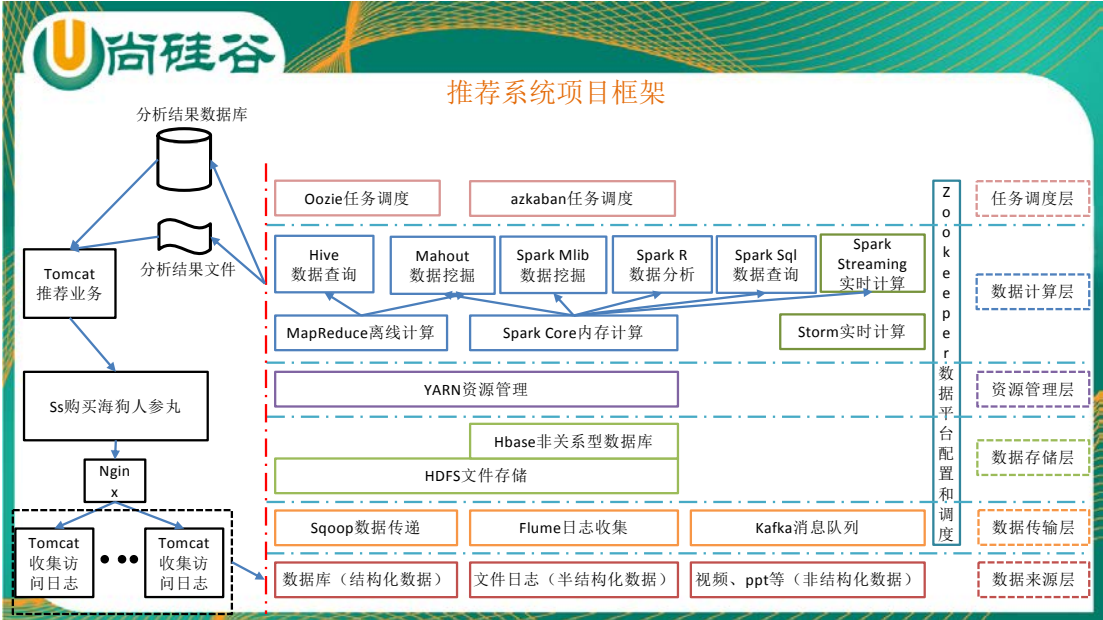 尚硅谷
推荐系统项目框架
分析结果数据库
分析结果文件
Tomcat
推荐业务
Ss购买海狗人参丸
Ngin
x
Tomcat
收集访
问日志
Tomcat
收集访
问日志
Oozie任务调度
azkaban任务调度
任务调度层
Hive
数据查询
Mahout
数据挖掘
Spark Mlib
数据挖掘
Spark R
数据分析
Spark Sql
数据查询
Spark
Streaming
实时计算
MapReduce离线计算
Spark Core内存计算
Storm实时计算
数据计算层
YARN资源管理
资源管理层
Hbase非关系型数据库
HDFS文件存储
数据存储层
Sqoop数据传递
Flume日志收集
Kafka消息队列
数据传输层
数据库（结构化数据）
文件日志（半结构化数据）
视频、ppt等（非结构化数据）
数据来源层
Zookeeper数据平台配置和调度